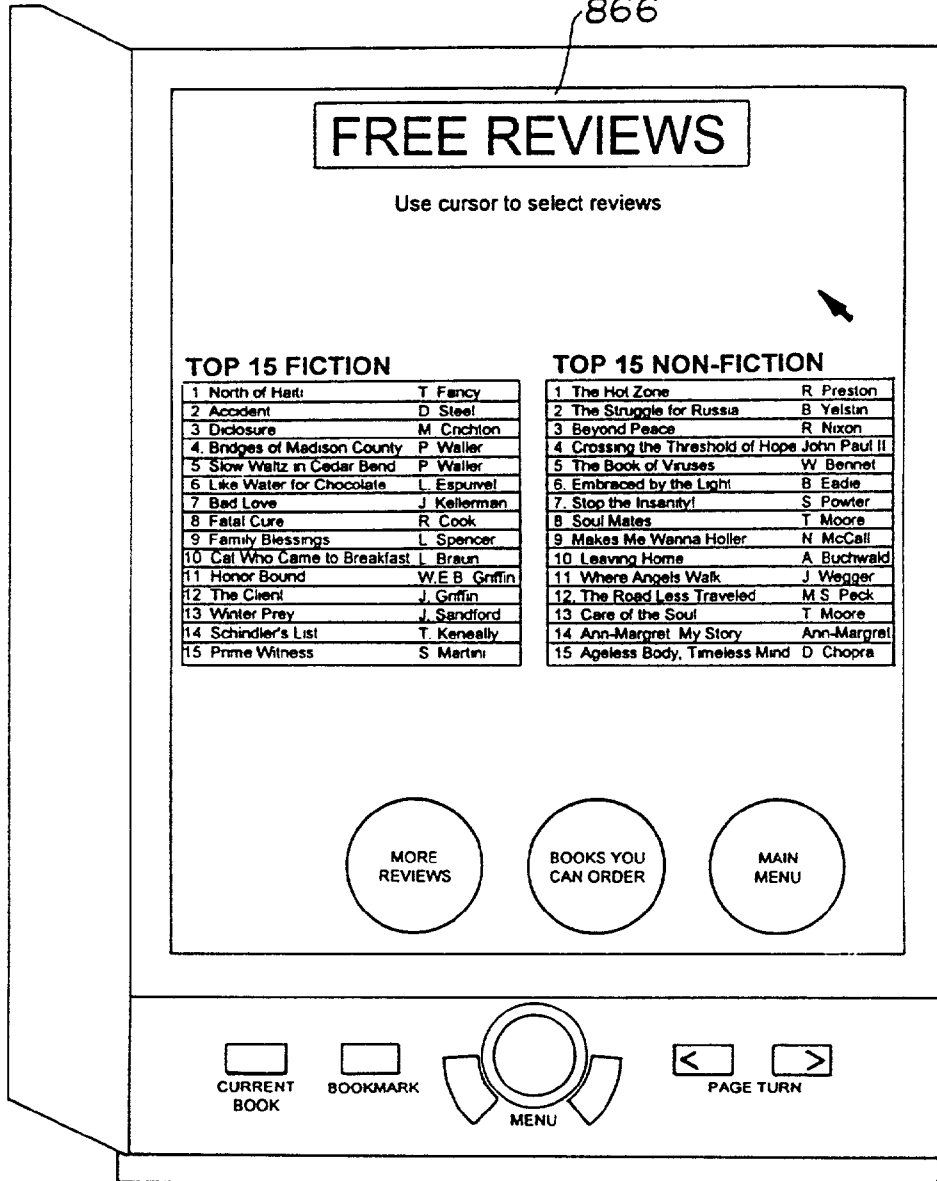 866
FREE REVIEWS
Use cursor to select reviews
TOP 15 FICTION
1 North of Haiti T Fancy
2 Accident D Steel
3 Diclosure M Crichton
4. Bridges of Madison County P Waller
5 Slow Waltz in Cedar Bend P Waller
6 Like Water for Chocolate L. Espurvel
7 Bad Love J Kellerman
8 Fatal Cure R Cook
9 Family Blessings L Spencer
10 Cat Who Came to Breakfast L Braun
11 Honor Bound W.E B Griffin
12 The Client J. Griffin
13 Winter Prey J. Sandford
14 Schindler's List T. Keneally
15 Prime Witness S Martini
TOP 15 NON-FICTION
1 The Hot Zone R Preston
2 The Struggle for Russia B Yelstin
3 Beyond Peace R Nixon
4 Crossing the Threshold of Hope John Paul II
5 The Book of Viruses W Bennet
6. Embraced by the Light B Eadie
7. Stop the Insanity! S Powter
8 Soul Mates T Moore
9 Makes Me Wanna Holler N McCall
10 Leaving Home A Buchwald
11 Where Angels Walk J Wegger
12. The Road Less Traveled M S Peck
13 Care of the Soul T Moore
14 Ann-Margret My Story Ann-Margret
15 Ageless Body, Timeless Mind D Chopra
MORE
REVIEWS
BOOKS YOU
CAN ORDER
MAIN
MENU
CURRENT
BOOK
BOOKMARK
MENU
< >
PAGE TURN